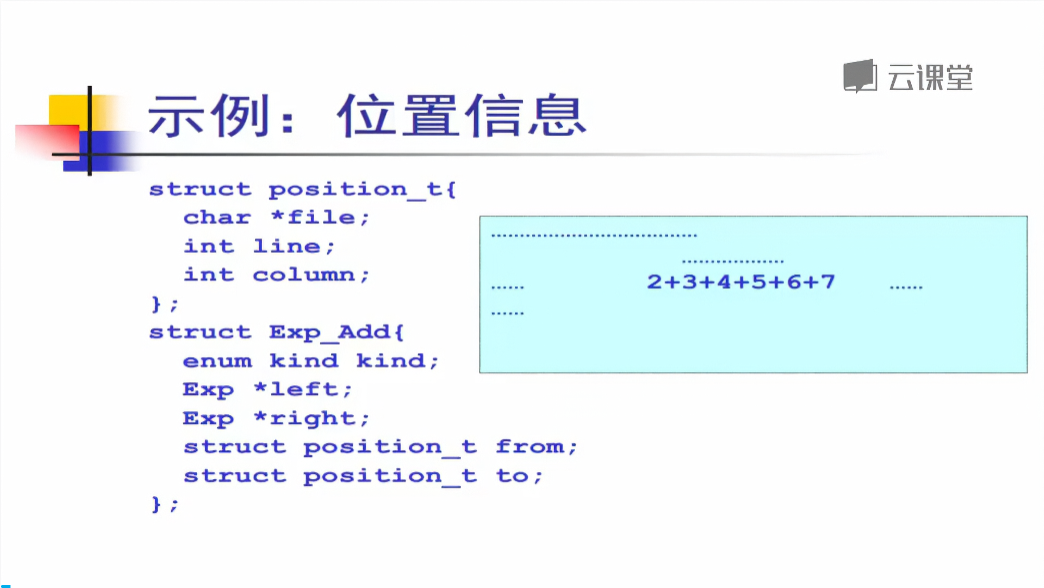 云课堂
示例：位置信息
struct position_t{
char *file;
int line;
int column;
};
struct Exp_Add{
enum kind kind;
Exp *left;
Exp *right;
struct position_t from;
struct position_t to;
};
....................................
..................
...... 2+3+4+5+6+7 ......
......